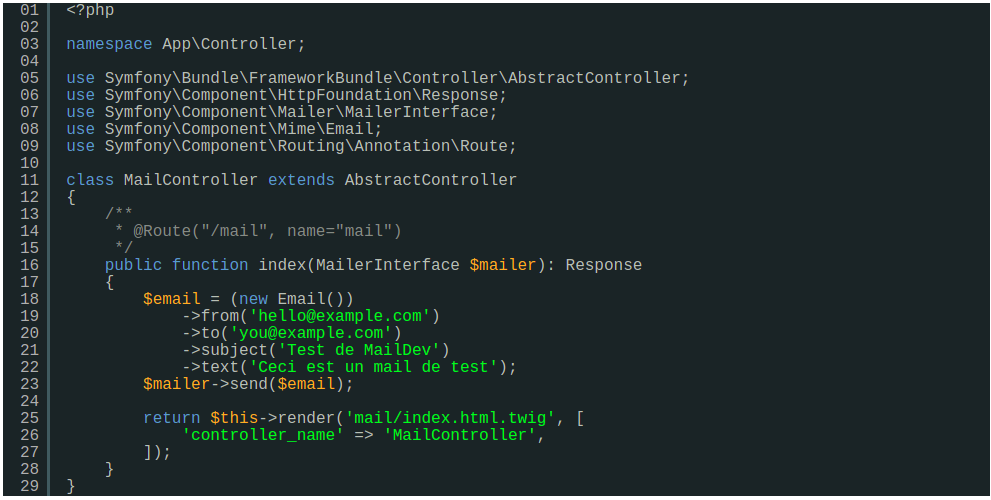 01 <?php
02
03 namespace App\Controller;
04
05 use Symfony\Bundle\FrameworkBundle\Controller\AbstractController;
06 use Symfony\Component\HttpFoundation\Response;
07 use Symfony\Component\Mailer\MailerInterface;
08 use Symfony\Component\Mime\Email;
09 use Symfony\Component\Routing\Annotation\Route;
10
11 class MailController extends AbstractController
12 {
13     /**
14      * @Route("/mail", name="mail")
15      */
16     public function index(MailerInterface $mailer): Response
17     {
18         $email = (new Email())
19             ->from('hello@example.com')
20             ->to('you@example.com')
21             ->subject('Test de MailDev')
22             ->text('Ceci est un mail de test');
23         $mailer->send($email);
24
25         return $this->render('mail/index.html.twig', [
26             'controller_name' => 'MailController',
27         ]);
28     }
29 }